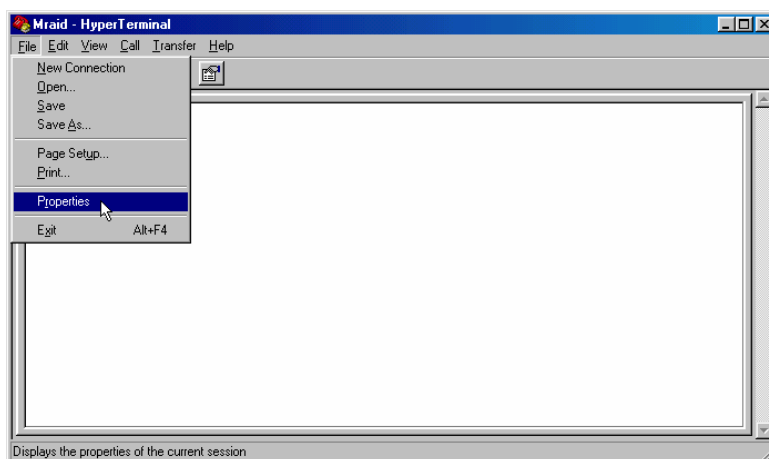 Mraid - HyperTerminal
File Edit View Call Transfer Help
New Connection
Open...
Save
Save As...
Page Setup...
Print...
Properties
Exit Alt+F4
Displays the properties of the current session